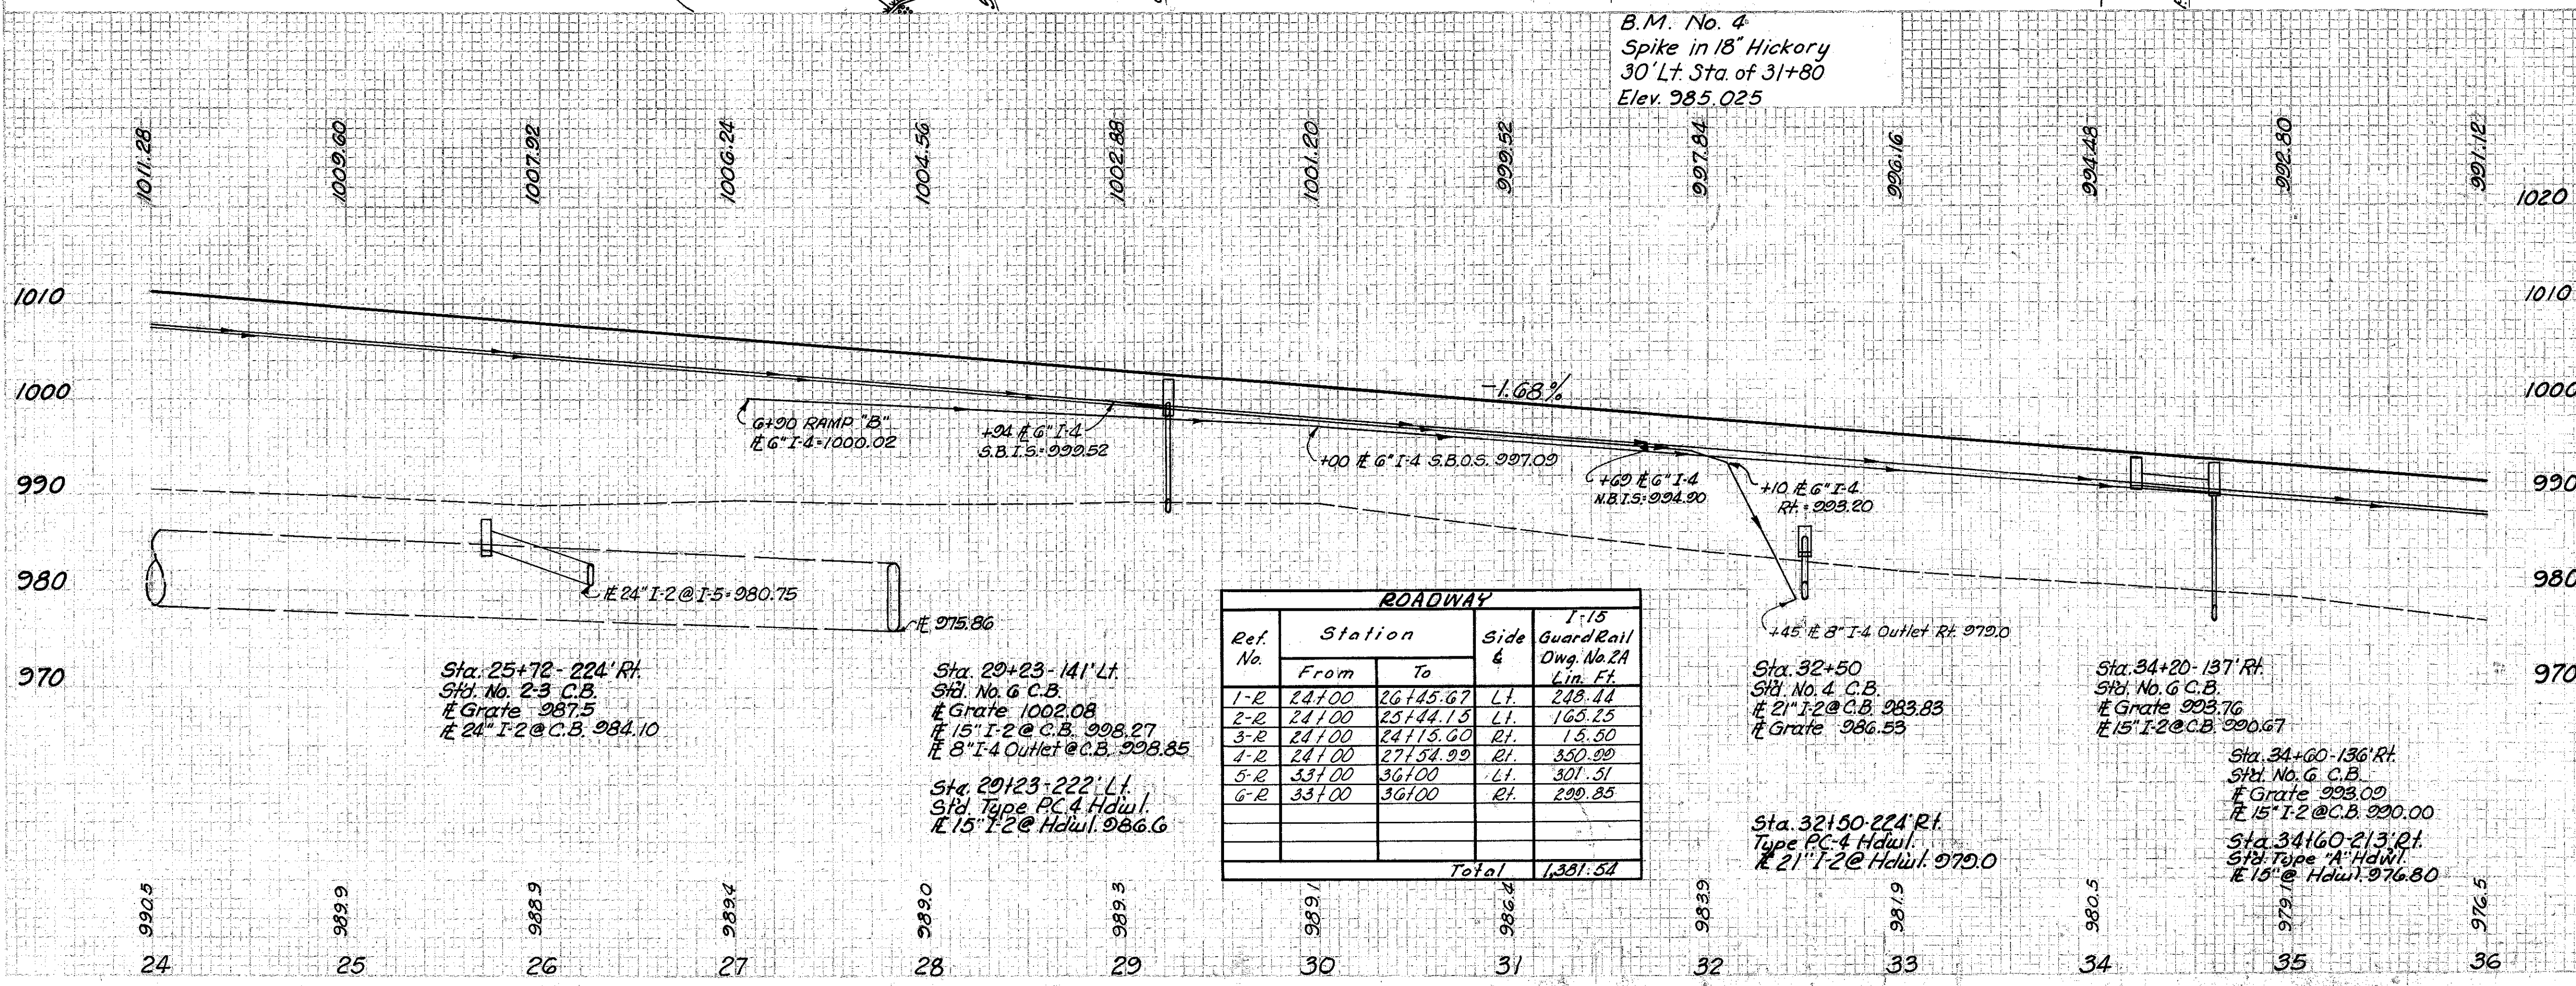 B.M. No. 4
Spike in 18" Hickory
30' Lt. Sta. of 31+80
Elev. 985.025
1011.28 1009.60 1007.92 1006.24 1004.56 1002.88 1001.20 999.52 997.84 996.16 994.48 992.80 991.12
1020
1010 1010
1000 1000
990 990
980 980
970 970
-1.68%
6+90 RAMP "B"
₤ 6" I-4=1000.02
+94 ₤ 6" I-4
S.B.I.S.=999.52
+00 ₤ 6" I-4 S.B.O.S. 997.09
+69 ₤ 6" I-4
N.B.I.S.=994.90
+10 ₤ 6" I-4
Rt.=993.20
₤ 24" I-2 @ I-5=980.75
₤ 975.86
+45 ₤ 8" I-4 Outlet Rt. 979.0
Sta. 25+72 - 224' Rt.
Std. No. 2-3 C.B.
₤ Grate 987.5
₤ 24" I-2 @ C.B. 984.10
Sta. 29+23 - 141' Lt.
Std. No. 6 C.B.
₤ Grate 1002.08
₤ 15" I-2 @ C.B. 998.27
₤ 8" I-4 Outlet @ C.B. 998.85
Sta. 29+23 - 222' Lt.
Std. Type P.C.4 Hdwl.
₤ 15" I-2 @ Hdwl. 986.6
ROADWAY
Ref. No. Station From To Side ₤ I-15 Guard Rail Dwg. No. 2A Lin. Ft.
1-R 24+00 26+45.67 Lt. 248.44
2-R 24+00 25+44.15 Lt. 165.25
3-R 24+00 24+15.60 Rt. 15.50
4-R 24+00 27+54.99 Rt. 350.99
5-R 33+00 36+00 Lt. 301.51
6-R 33+00 36+00 Rt. 299.85
Total 1,381.54
Sta. 32+50
Std. No. 4 C.B.
₤ 21" I-2 @ C.B. 983.83
₤ Grate 986.53
Sta. 32+50 - 224' Rt.
Type PC-4 Hdwl.
₤ 21" I-2 @ Hdwl. 979.0
Sta. 34+20 - 137' Rt.
Std. No. 6 C.B.
₤ Grate 993.76
₤ 15" I-2 @ C.B. 990.67
Sta. 34+60 - 136' Rt.
Std. No. 6 C.B.
₤ Grate 993.09
₤ 15" I-2 @ C.B. 990.00
Sta. 34+60 - 213' Rt.
Std. Type "A" Hdwl.
₤ 15" @ Hdwl. 976.80
990.5 989.9 988.9 989.4 989.0 989.3 989.1 986.4 983.9 981.9 980.5 979.1 976.5
24 25 26 27 28 29 30 31 32 33 34 35 36